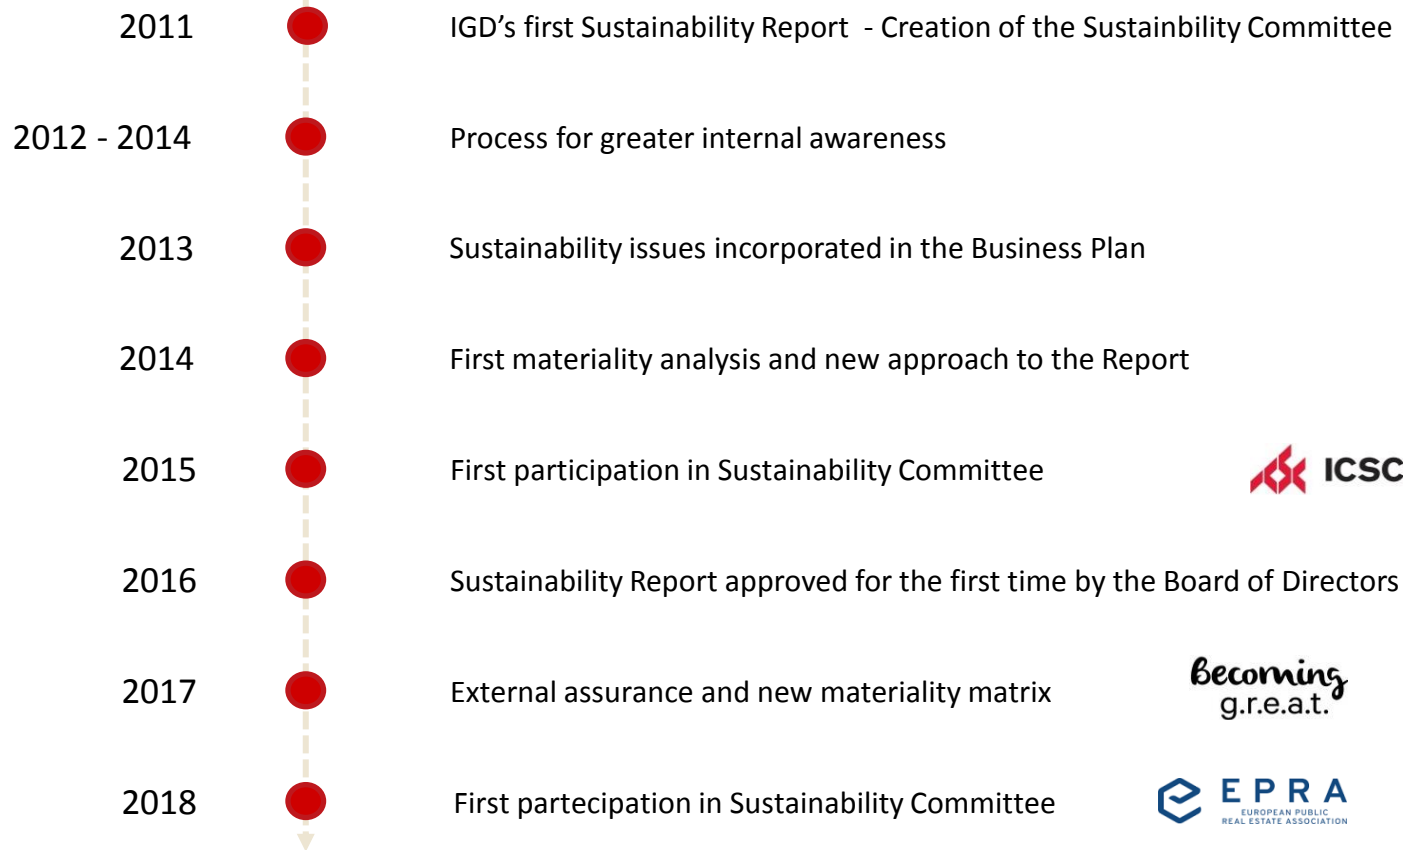 2011 IGD's first Sustainability Report - Creation of the Sustainbility Committee
2012 - 2014 Process for greater internal awareness
2013 Sustainability issues incorporated in the Business Plan
2014 First materiality analysis and new approach to the Report
2015 First participation in Sustainability Committee ICSC
2016 Sustainability Report approved for the first time by the Board of Directors
2017 External assurance and new materiality matrix becoming
g.r.e.a.t.
2018 First partecipation in Sustainability Committee EPRA
EUROPEAN PUBLIC
REAL ESTATE ASSOCIATION